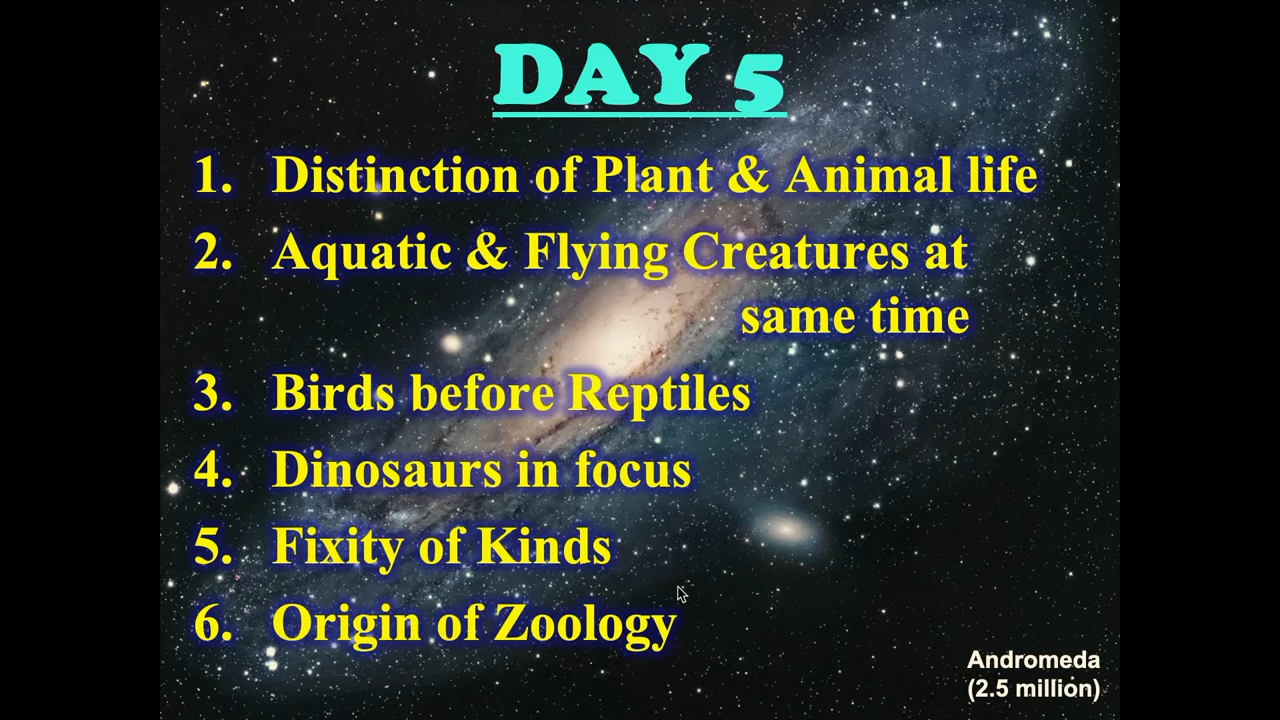 DAY 5
1. Distinction of Plant & Animal life
2. Aquatic & Flying Creatures at
same time
3. Birds before Reptiles
4. Dinosaurs in focus
5. Fixity of Kinds
6. Origin of Zoology
Andromeda
(2.5 million)